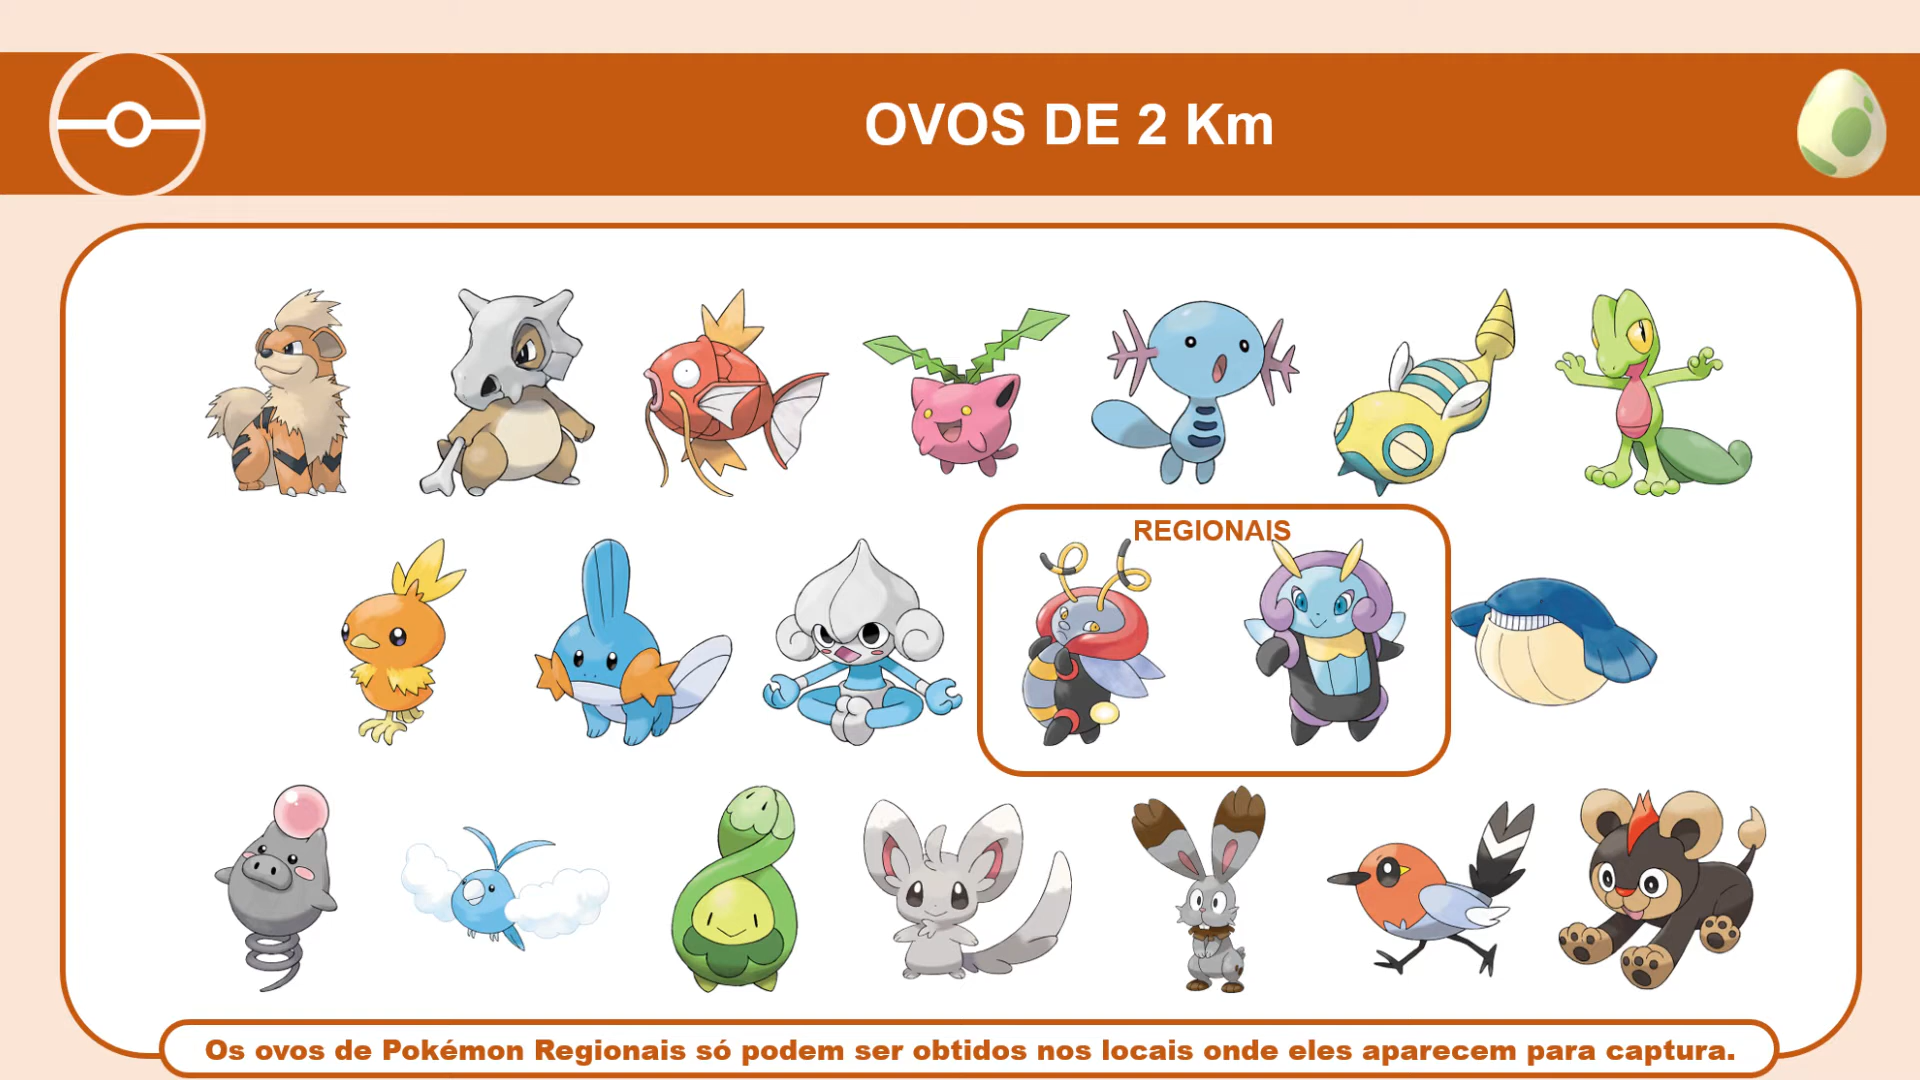 OVOS DE 2 Km
REGIONAIS
Os ovos de Pokémon Regionais só podem ser obtidos nos locais onde eles aparecem para captura.